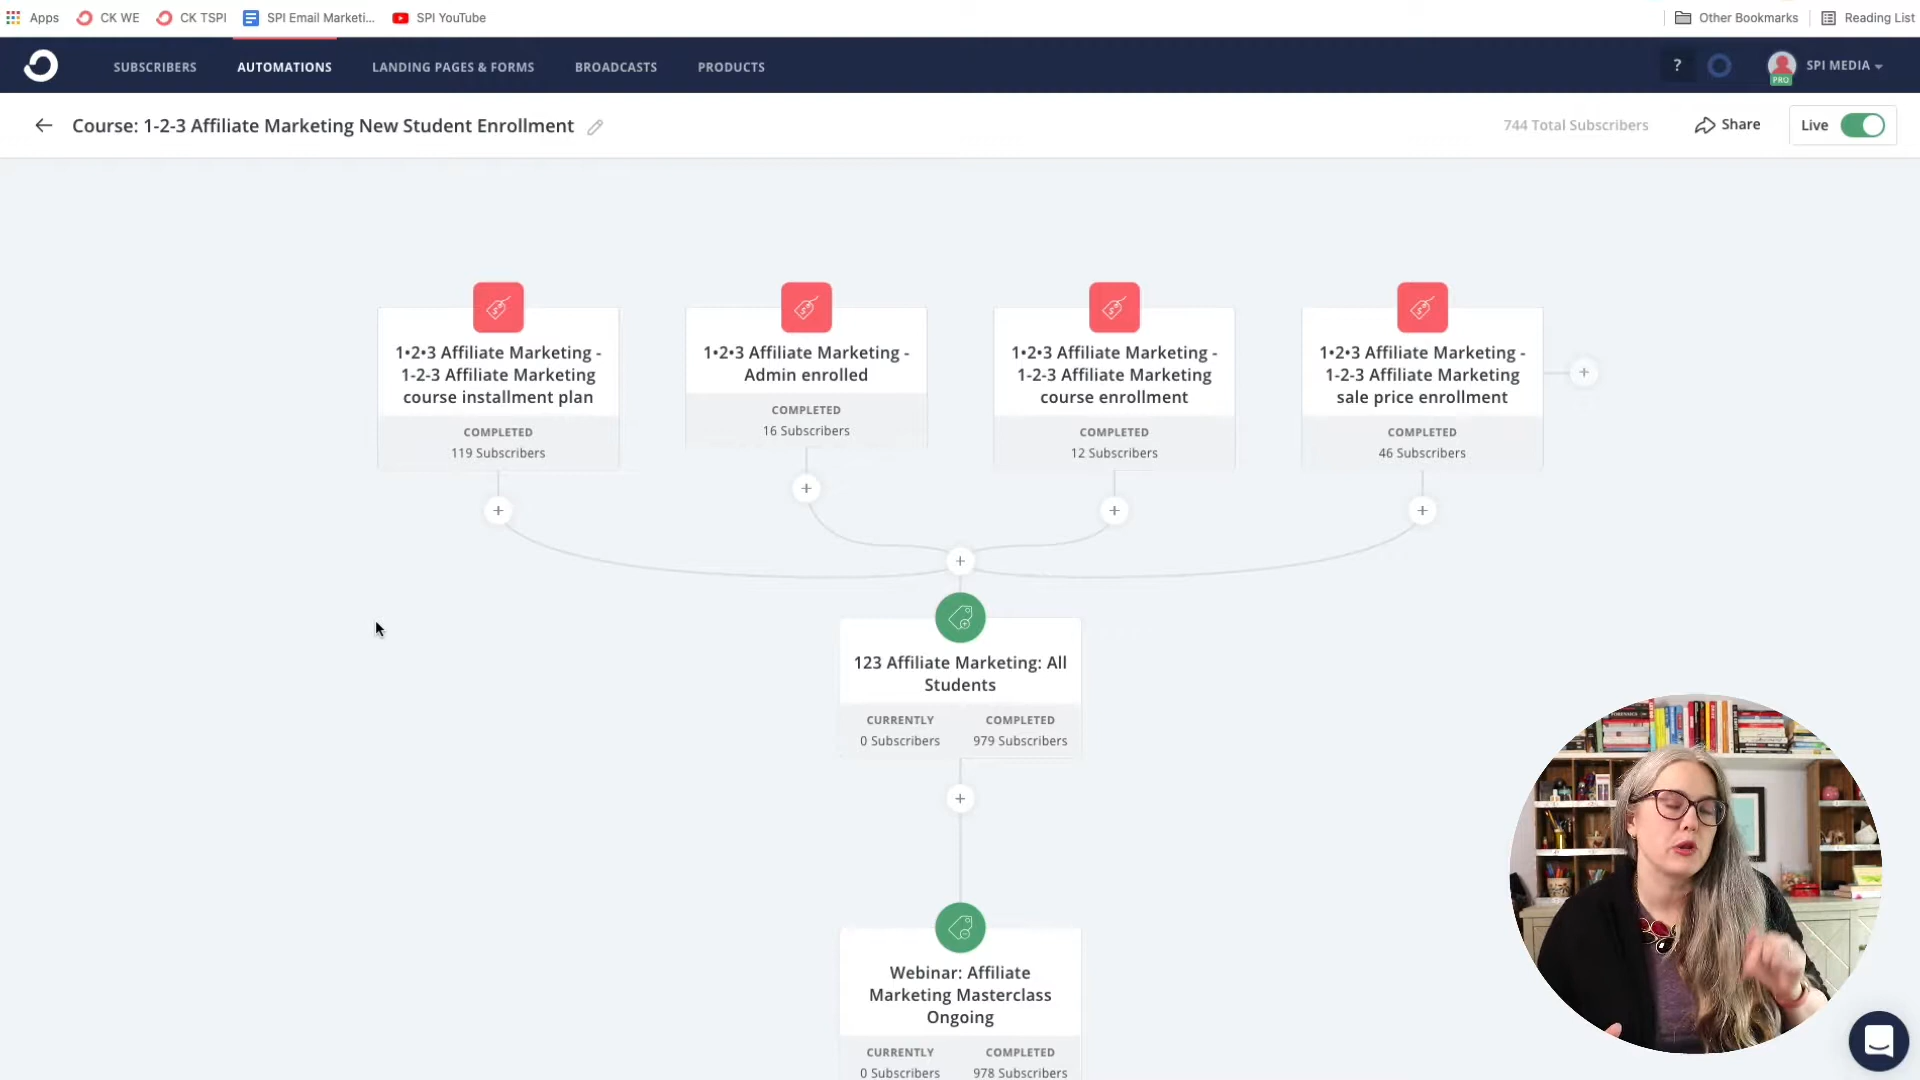 Apps CK WE CK TSPI SPI Email Marketi... SPI YouTube Other Bookmarks Reading List
SUBSCRIBERS AUTOMATIONS LANDING PAGES & FORMS BROADCASTS PRODUCTS ? PRO SPI MEDIA
Course: 1-2-3 Affiliate Marketing New Student Enrollment 744 Total Subscribers Share Live
1•2•3 Affiliate Marketing -
1-2-3 Affiliate Marketing
course installment plan
COMPLETED
119 Subscribers
1•2•3 Affiliate Marketing -
Admin enrolled
COMPLETED
16 Subscribers
1•2•3 Affiliate Marketing -
1-2-3 Affiliate Marketing
course enrollment
COMPLETED
12 Subscribers
1•2•3 Affiliate Marketing -
1-2-3 Affiliate Marketing
sale price enrollment
COMPLETED
46 Subscribers
123 Affiliate Marketing: All
Students
CURRENTLY COMPLETED
0 Subscribers 979 Subscribers
Webinar: Affiliate
Marketing Masterclass
Ongoing
CURRENTLY COMPLETED
0 Subscribers 978 Subscribers